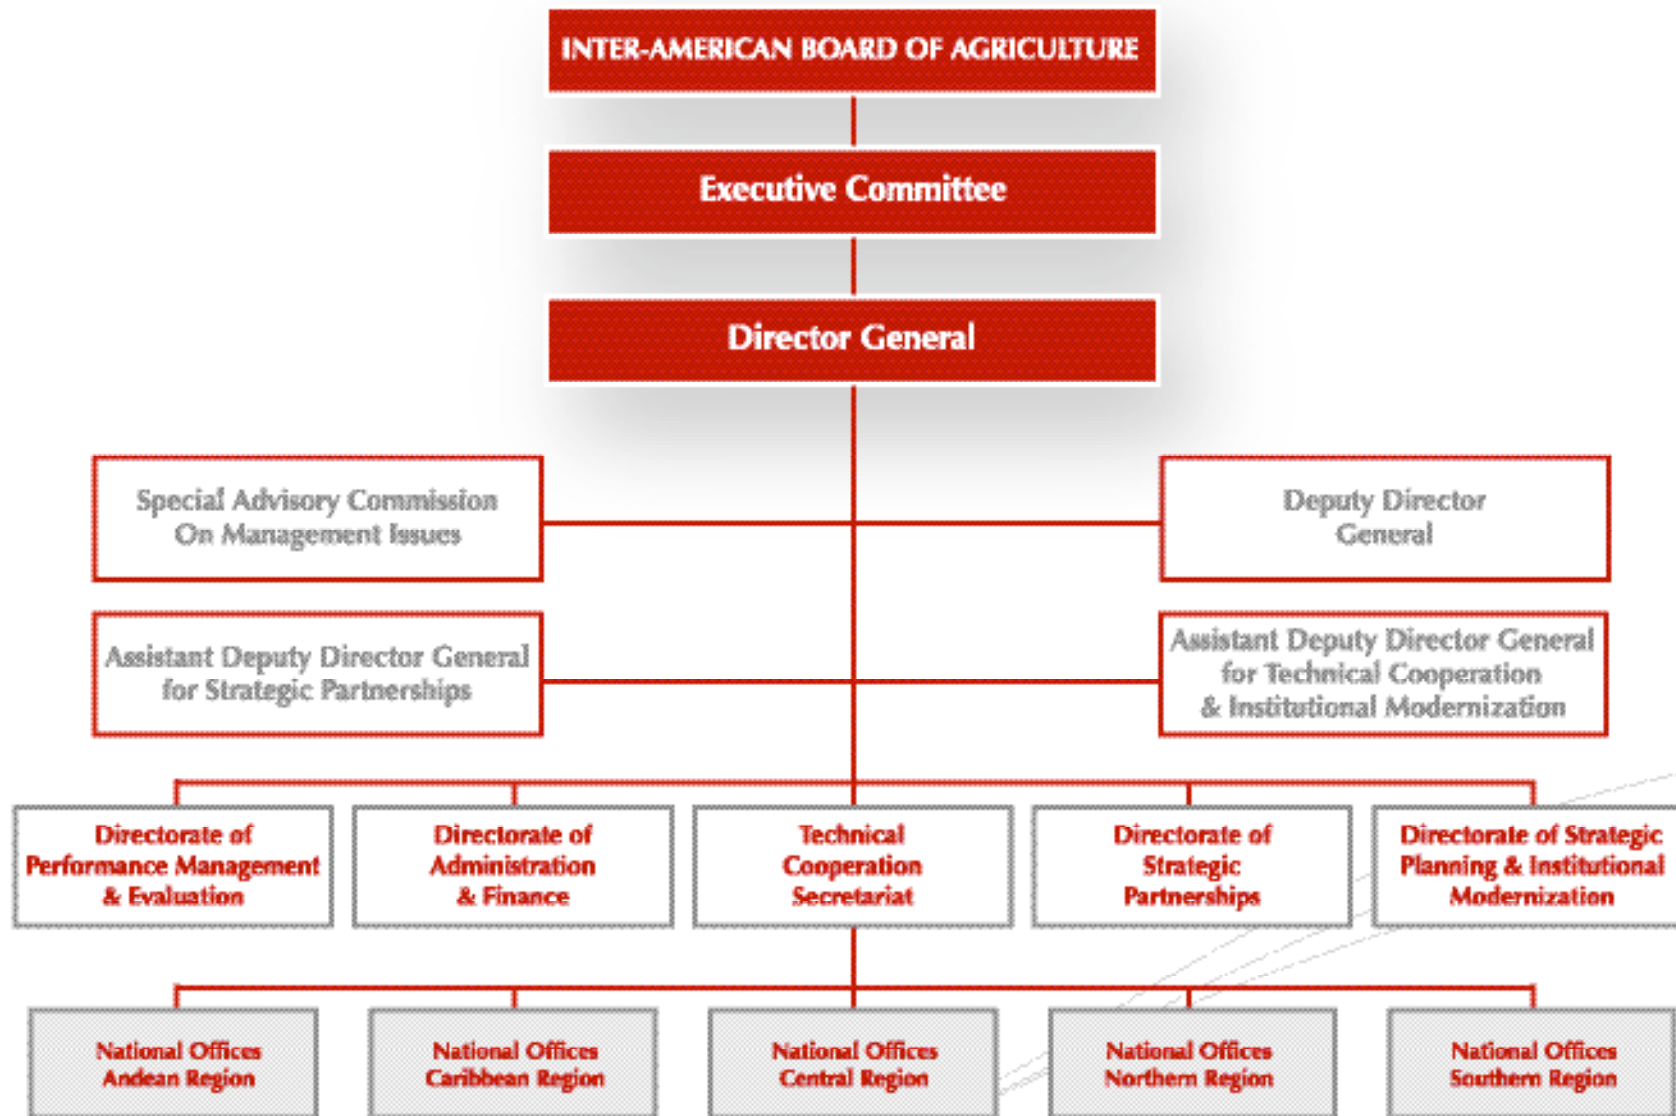 INTER-AMERICAN BOARD OF AGRICULTURE
Executive Committee
Director General
Special Advisory Commission
On Management Issues
Deputy Director
General
Assistant Deputy Director General
for Strategic Partnerships
Assistant Deputy Director General
for Technical Cooperation
& Institutional Modernization
Directorate of
Performance Management
& Evaluation
Directorate of
Administration
& Finance
Technical
Cooperation
Secretariat
Directorate of
Strategic
Partnerships
Directorate of Strategic
Planning & Institutional
Modernization
National Offices
Andean Region
National Offices
Caribbean Region
National Offices
Central Region
National Offices
Northern Region
National Offices
Southern Region